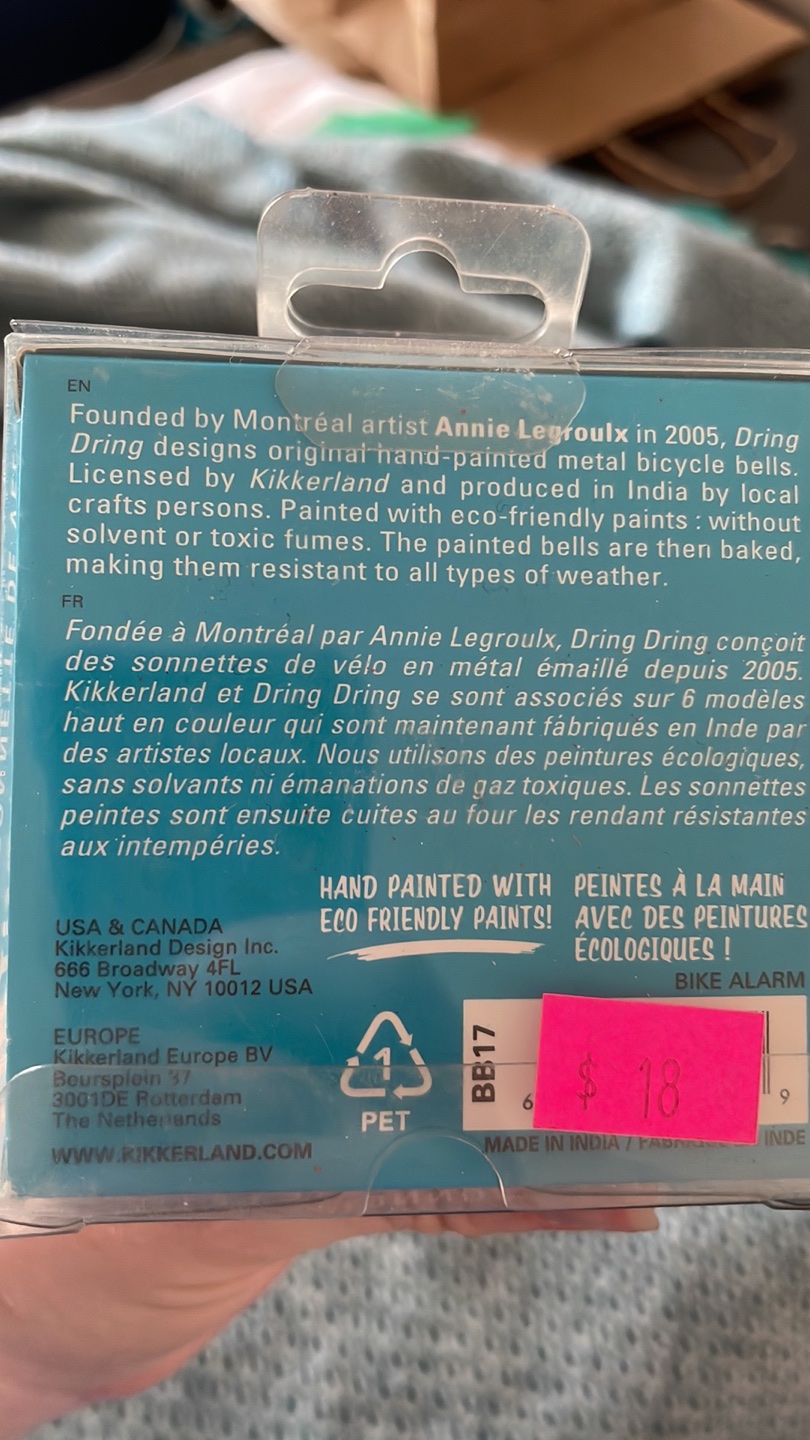 EN
Founded by Montréal artist Annie Legroulx in 2005, Dring
Dring designs original hand-painted metal bicycle bells.
Licensed by Kikkerland and produced in India by local
crafts persons. Painted with eco-friendly paints : without
solvent or toxic fumes. The painted bells are then baked,
making them resistant to all types of weather.
FR
Fondée à Montréal par Annie Legroulx, Dring Dring conçoit
des sonnettes de vélo en métal émaillé depuis 2005.
Kikkerland et Dring Dring se sont associés sur 6 modèles
haut en couleur qui sont maintenant fabriqués en Inde par
des artistes locaux. Nous utilisons des peintures écologiques,
sans solvants ni émanations de gaz toxiques. Les sonnettes
peintes sont ensuite cuites au four les rendant résistantes
aux intempéries.
HAND PAINTED WITH
ECO FRIENDLY PAINTS!
PEINTES À LA MAIN
AVEC DES PEINTURES
ÉCOLOGIQUES !
USA & CANADA
Kikkerland Design Inc.
666 Broadway 4FL
New York, NY 10012 USA
EUROPE
Kikkerland Europe BV
Beursplein 37
3001DE Rotterdam
The Netherlands
WWW.KIKKERLAND.COM
1
PET
BIKE ALARM
BB17
6
$ 18
9
MADE IN INDIA / INDE